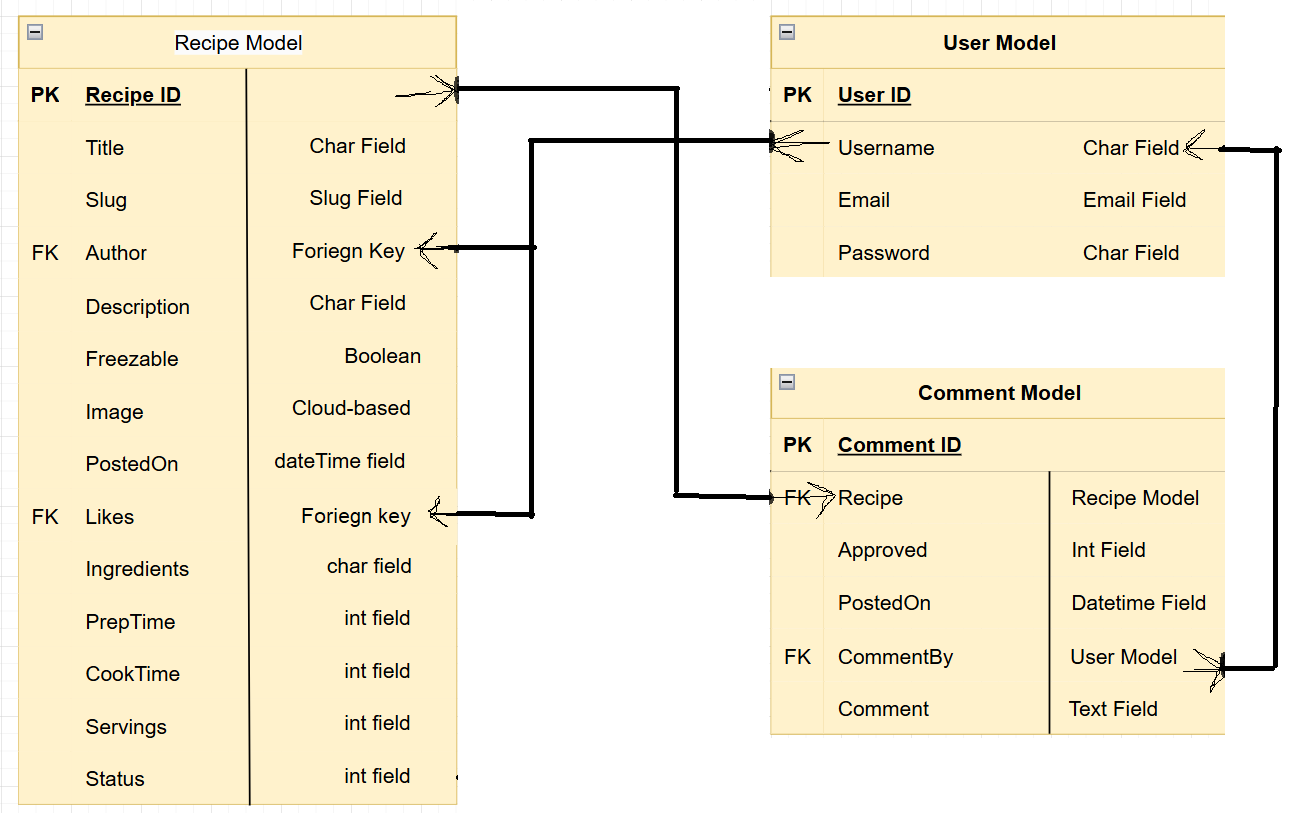 Recipe Model
PK Recipe ID
Title Char Field
Slug Slug Field
FK Author Foriegn Key
Description Char Field
Freezable Boolean
Image Cloud-based
PostedOn dateTime field
FK Likes Foriegn key
Ingredients char field
PrepTime int field
CookTime int field
Servings int field
Status int field
User Model
PK User ID
Username Char Field
Email Email Field
Password Char Field
Comment Model
PK Comment ID
FK Recipe Recipe Model
Approved Int Field
PostedOn Datetime Field
FK CommentBy User Model
Comment Text Field